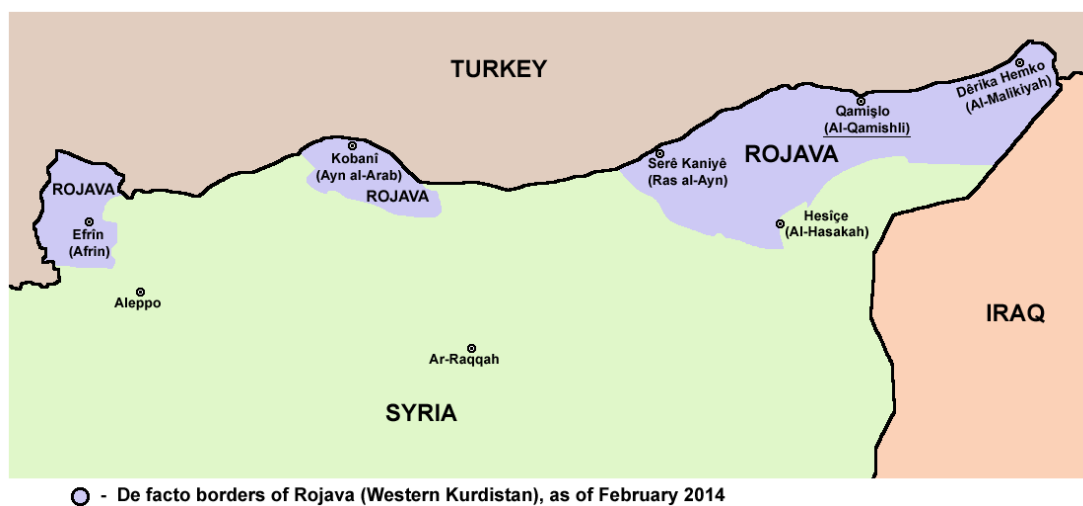 TURKEY
Dêrika Hemko
(Al-Malikiyah)
Qamişlo
(Al-Qamishli)
Kobanî
(Ayn al-Arab)
ROJAVA
Serê Kaniyê
(Ras al-Ayn)
ROJAVA
ROJAVA
Efrîn
(Afrin)
Hesîçe
(Al-Hasakah)
Aleppo
IRAQ
Ar-Raqqah
SYRIA
- De facto borders of Rojava (Western Kurdistan), as of February 2014